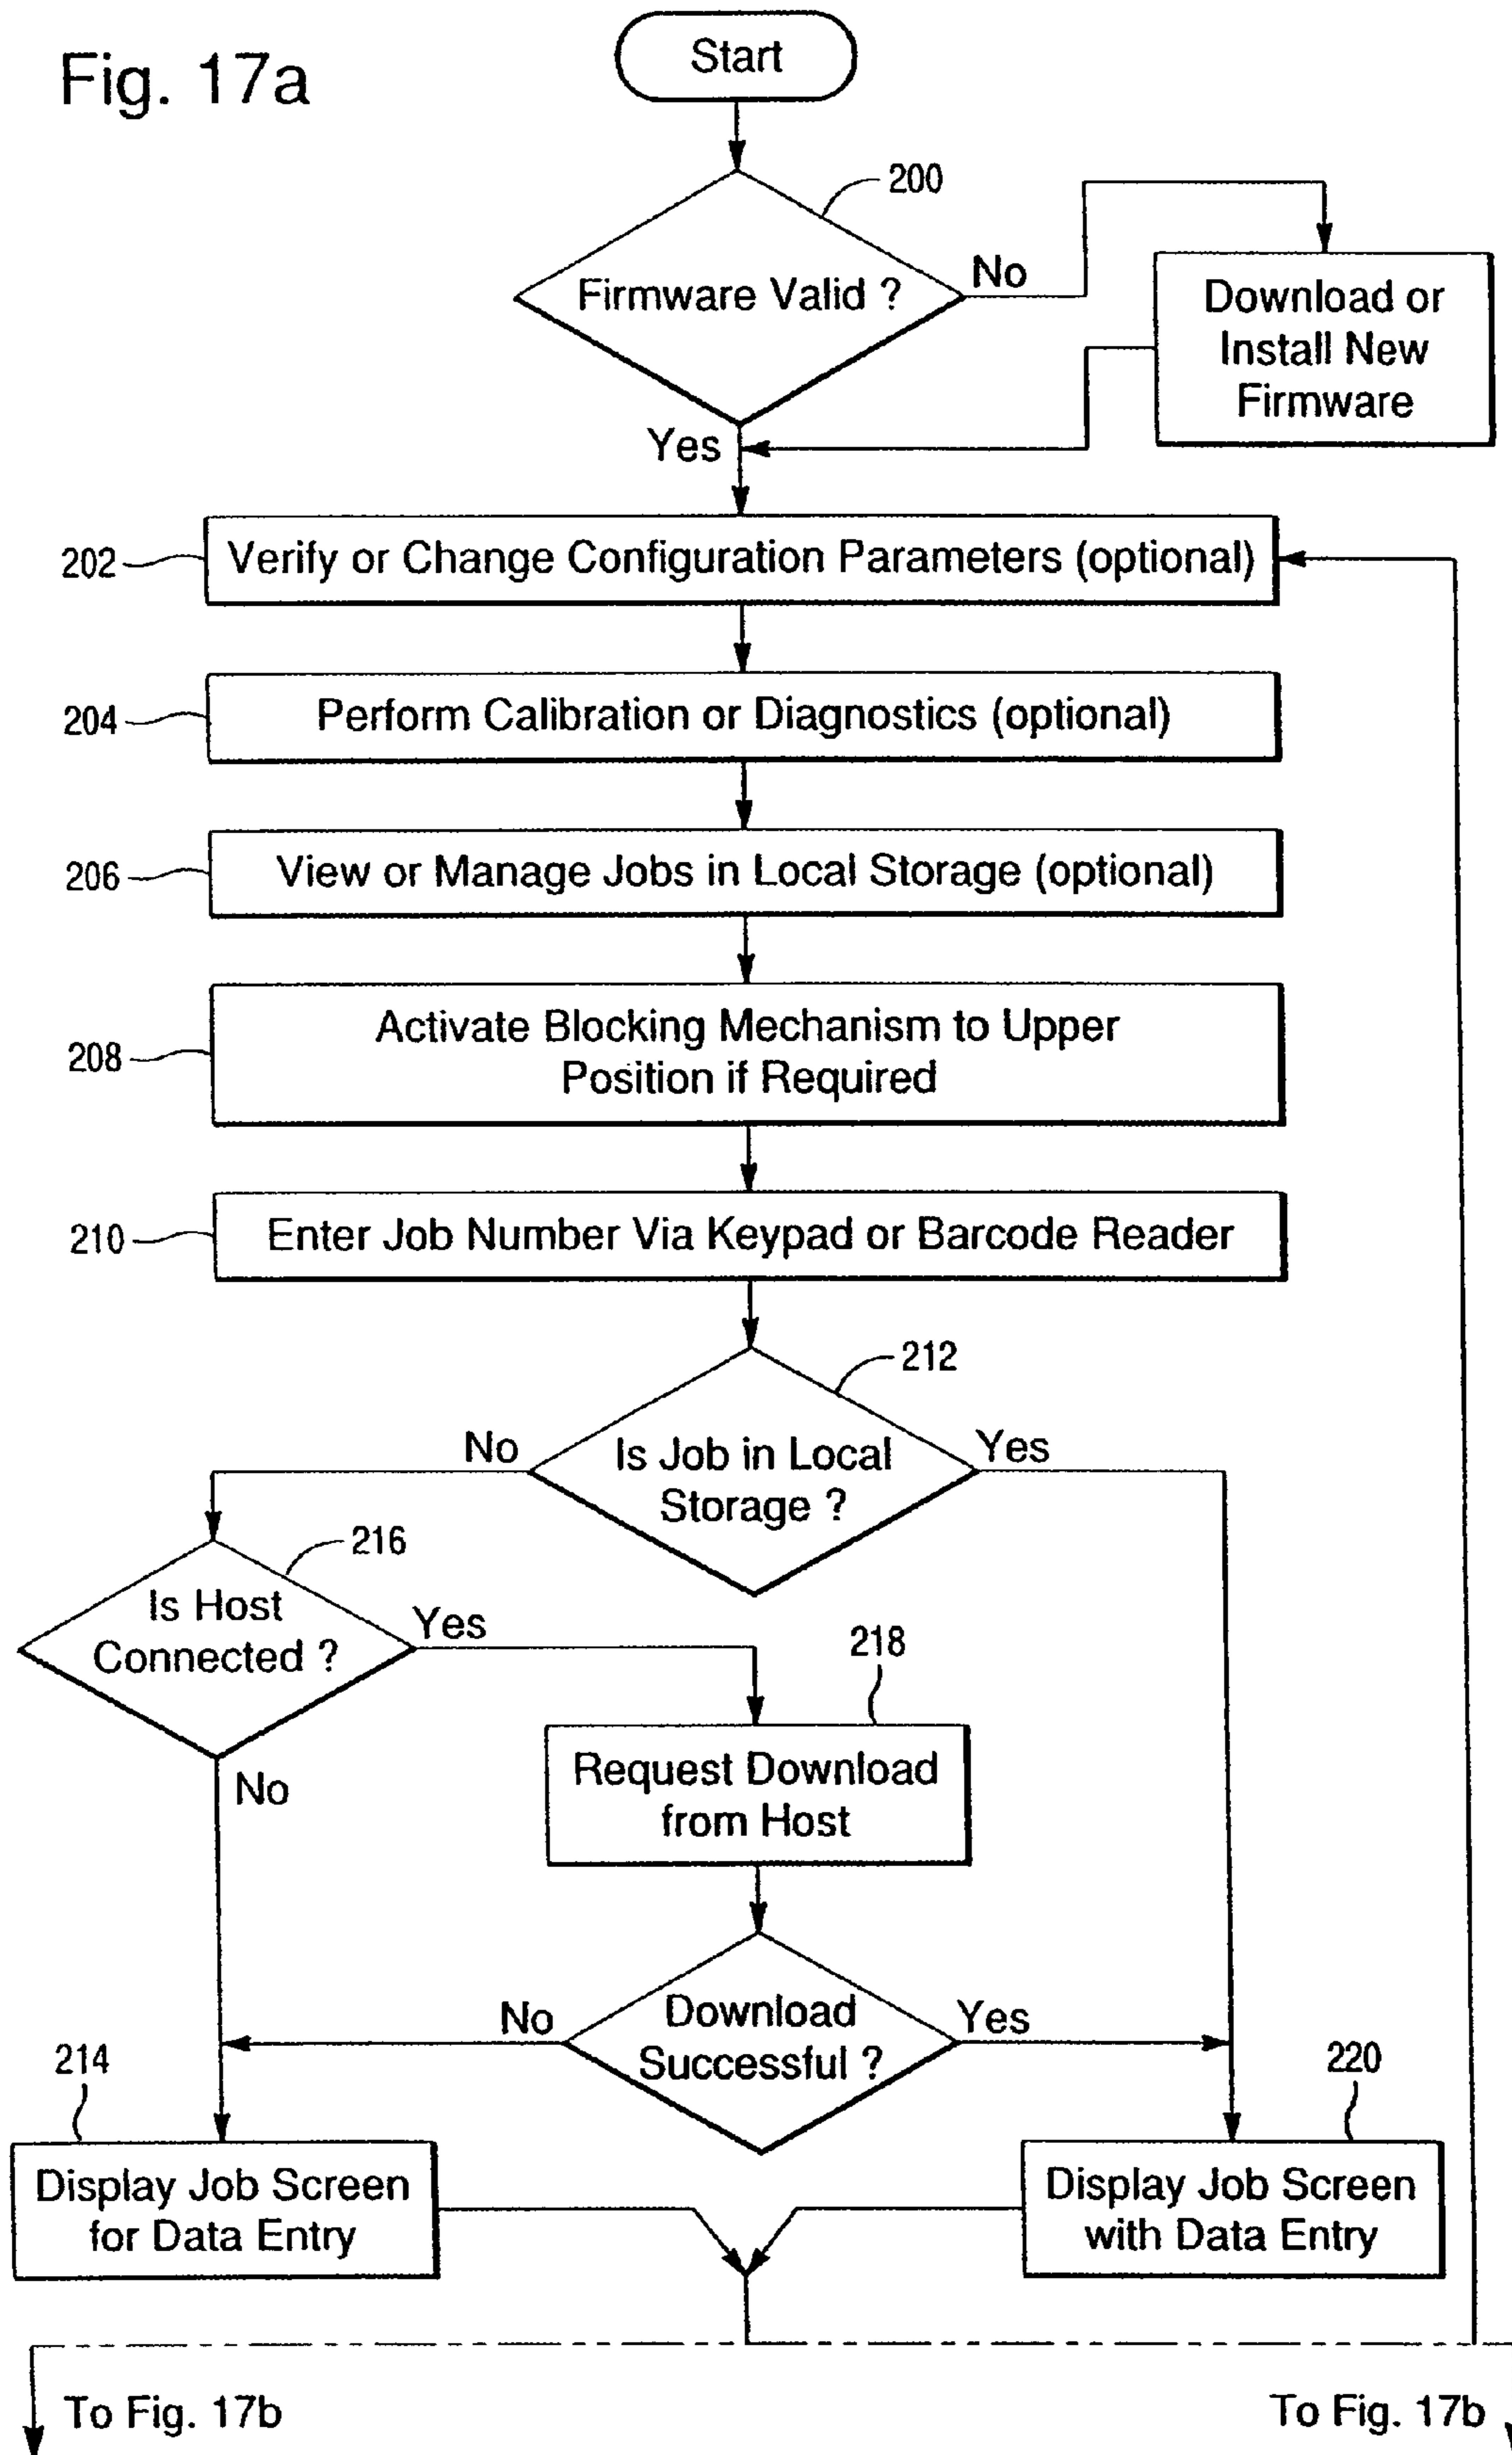 Fig. 17a
Start
200
Firmware Valid ?
No
Download or
Install New
Firmware
Yes
202
Verify or Change Configuration Parameters (optional)
204
Perform Calibration or Diagnostics (optional)
206
View or Manage Jobs in Local Storage (optional)
208
Activate Blocking Mechanism to Upper
Position if Required
210
Enter Job Number Via Keypad or Barcode Reader
212
Is Job in Local
Storage ?
No
Yes
216
Is Host
Connected ?
Yes
No
218
Request Download
from Host
Download
Successful ?
No
Yes
214
Display Job Screen
for Data Entry
220
Display Job Screen
with Data Entry
To Fig. 17b
To Fig. 17b